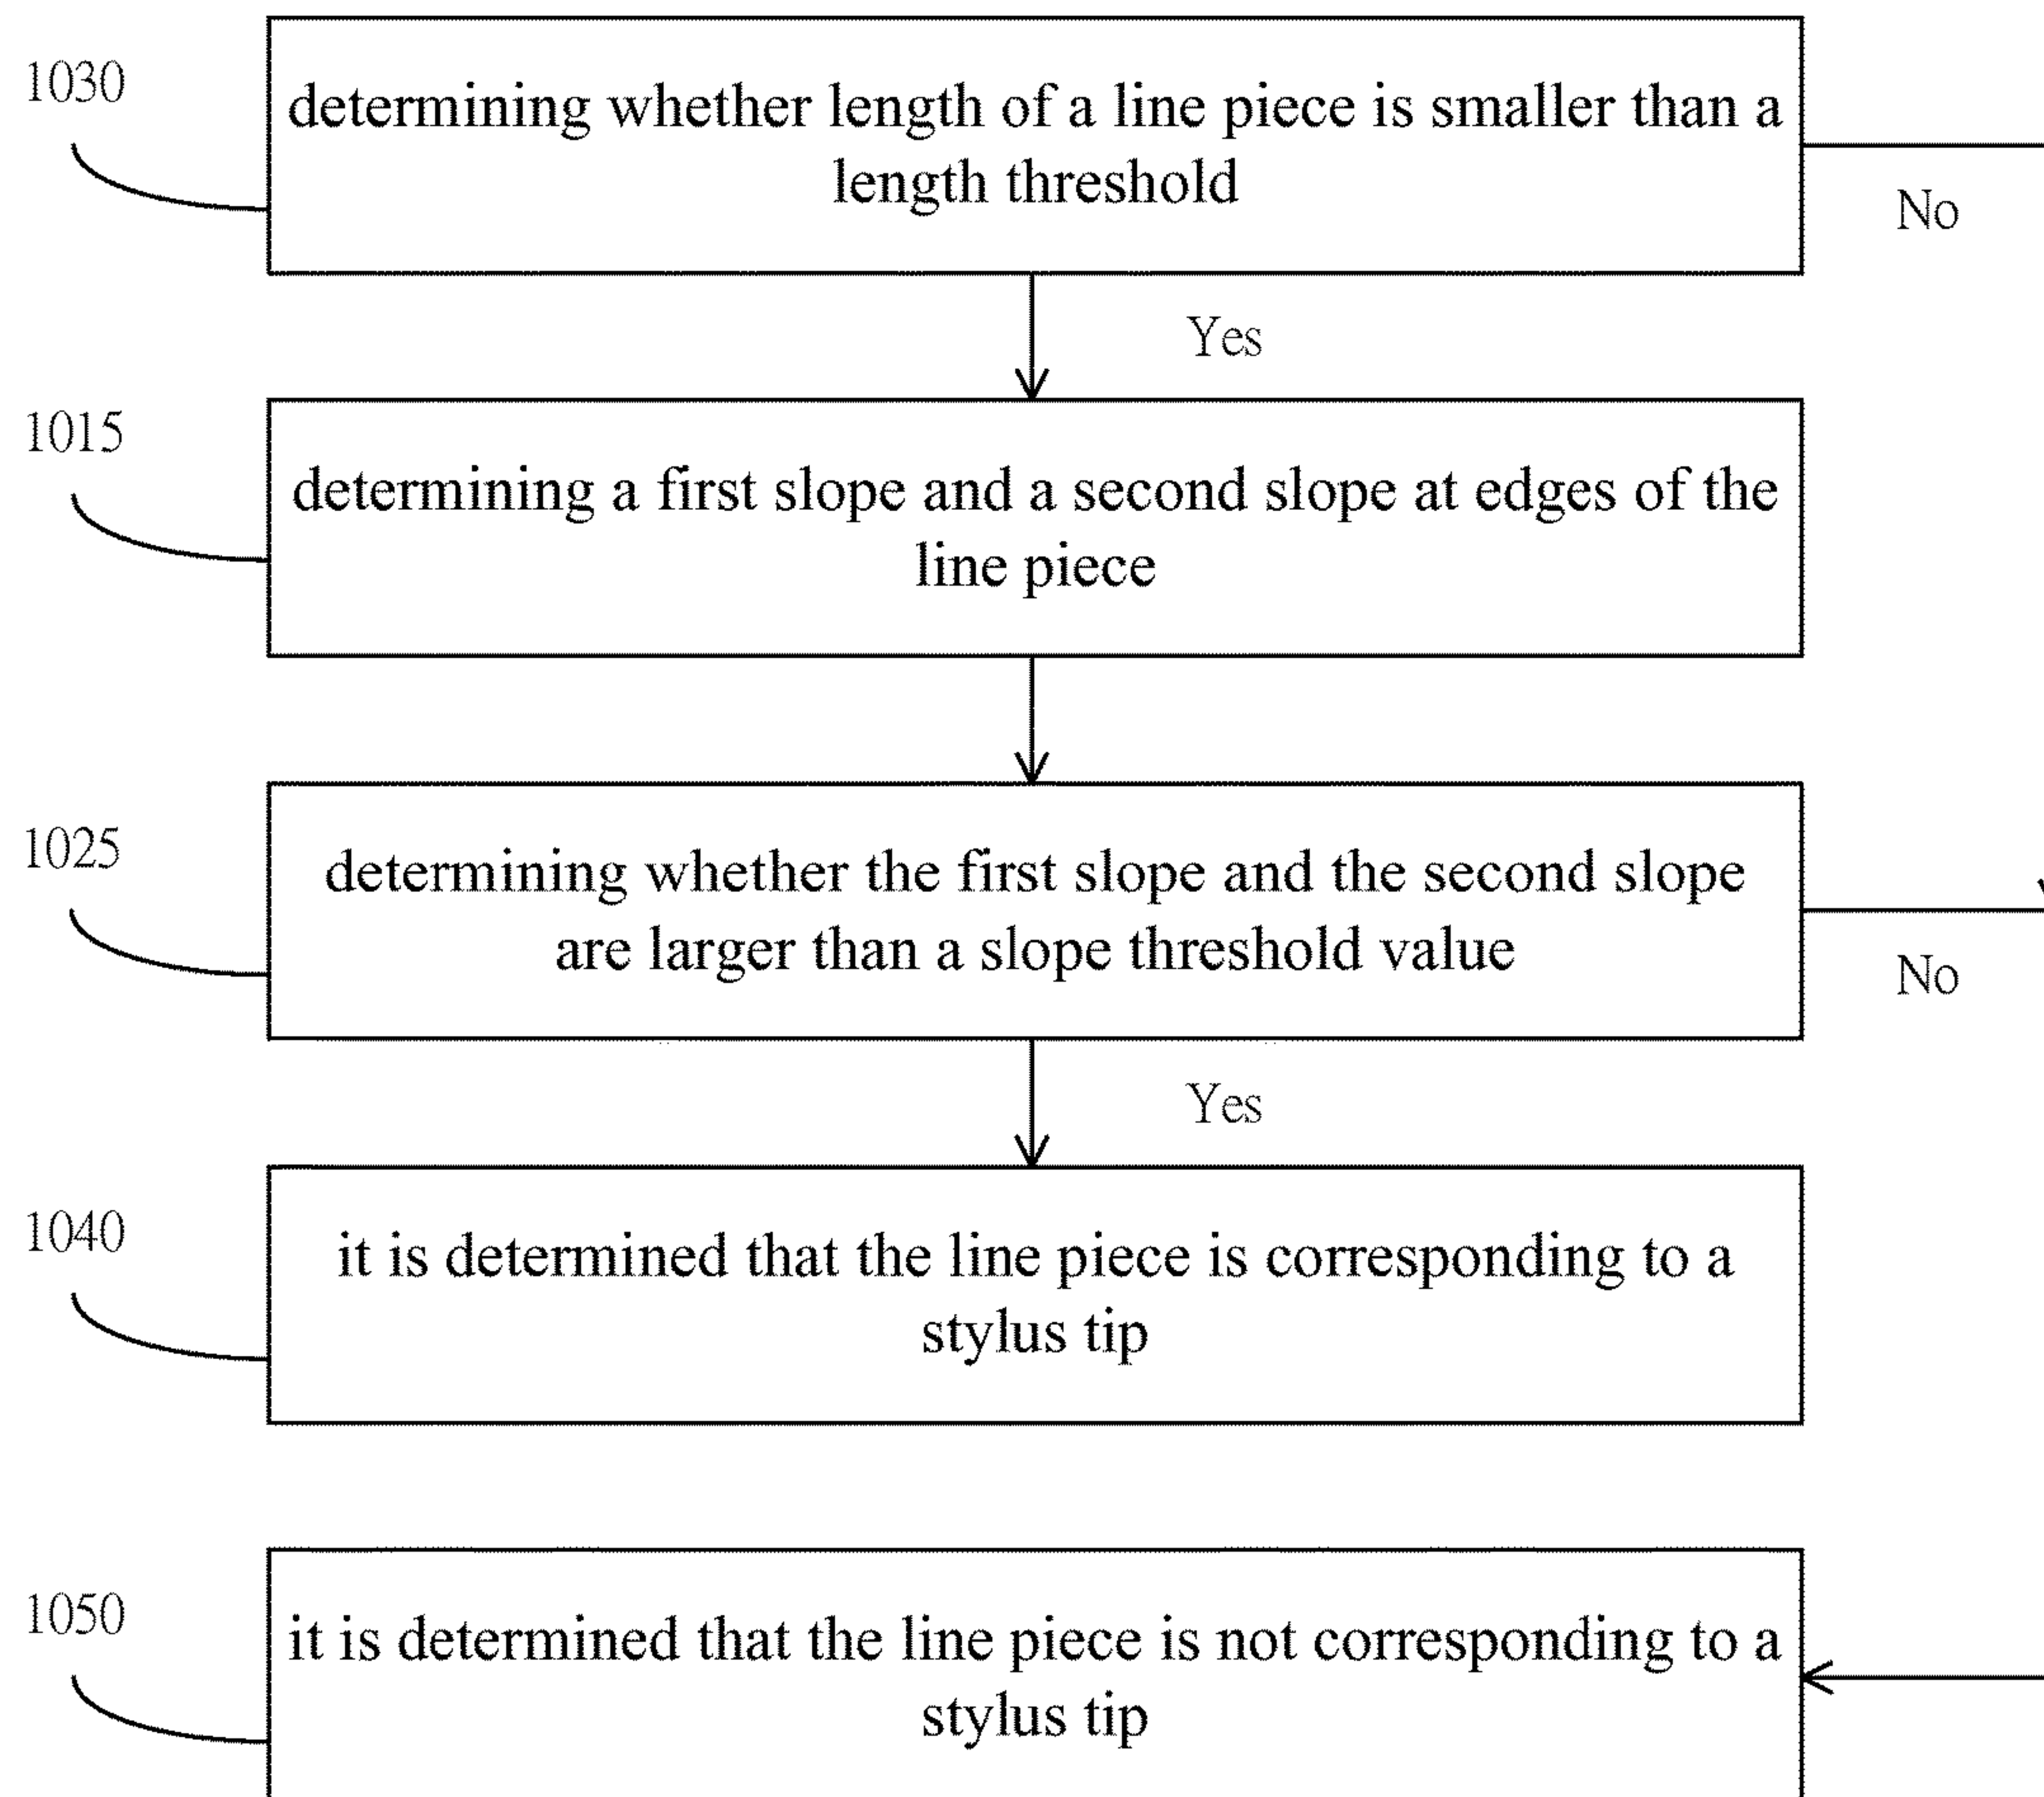 1030
determining whether length of a line piece is smaller than a
length threshold
No
Yes
1015
determining a first slope and a second slope at edges of the
line piece
1025
determining whether the first slope and the second slope
are larger than a slope threshold value
No
Yes
1040
it is determined that the line piece is corresponding to a
stylus tip
1050
it is determined that the line piece is not corresponding to a
stylus tip